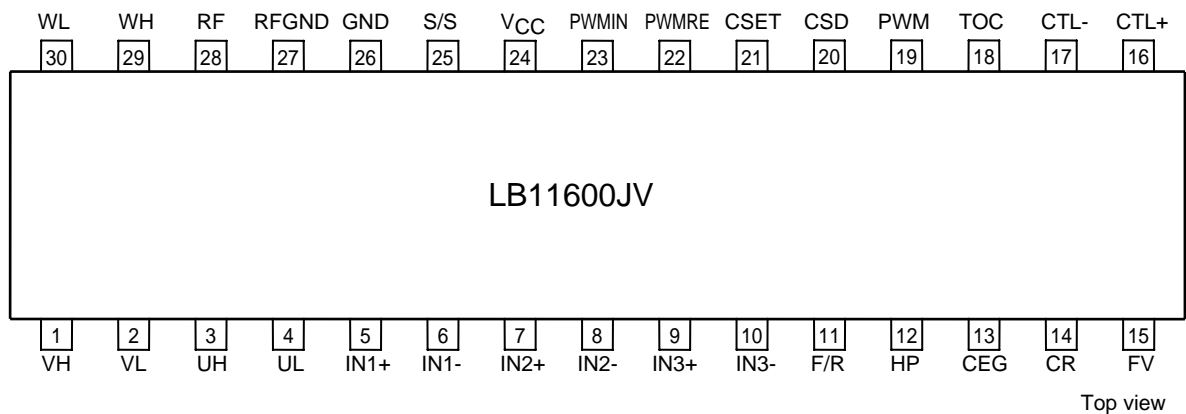 WL WH RF RFGND GND S/S VCC PWMIN PWMRE CSET CSD PWM TOC CTL- CTL+
30 29 28 27 26 25 24 23 22 21 20 19 18 17 16
LB11600JV
1 2 3 4 5 6 7 8 9 10 11 12 13 14 15
VH VL UH UL IN1+ IN1- IN2+ IN2- IN3+ IN3- F/R HP CEG CR FV
Top view